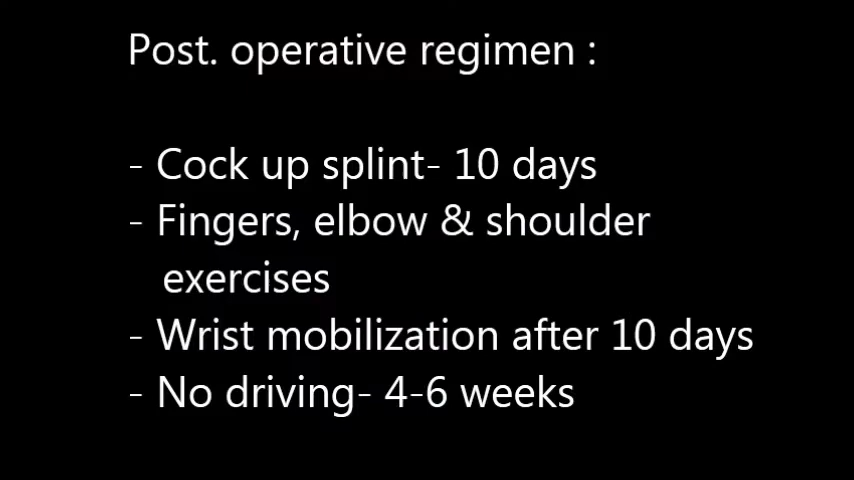 Post. operative regimen :
- Cock up splint- 10 days
- Fingers, elbow & shoulder
exercises
- Wrist mobilization after 10 days
- No driving- 4-6 weeks